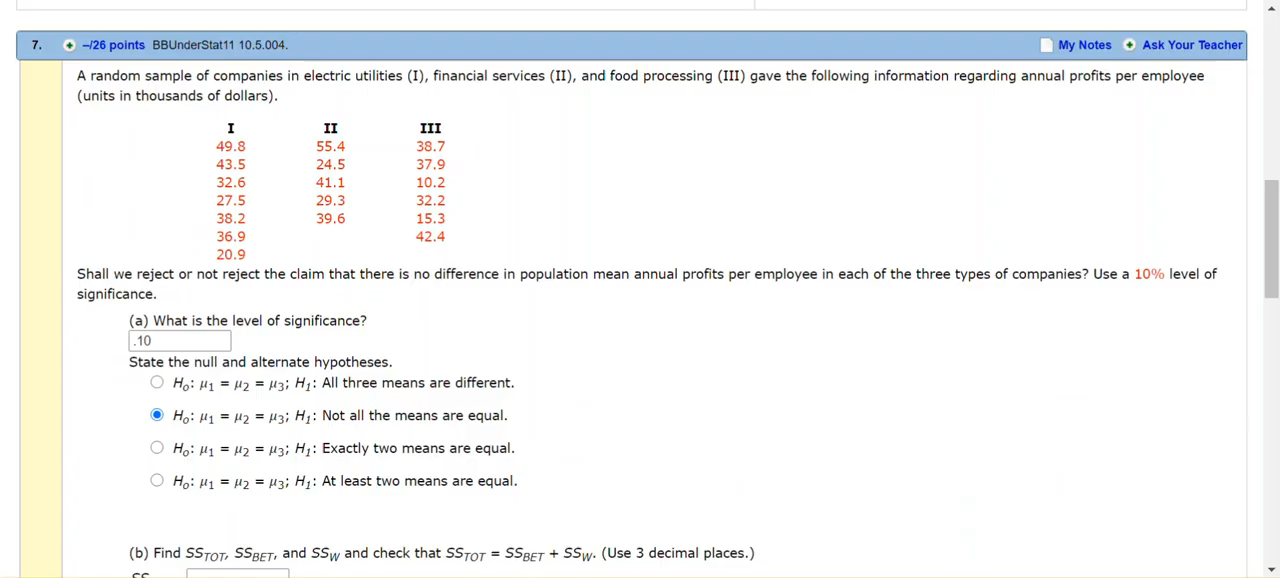 7. –/26 points BBUnderStat11 10.5.004. My Notes Ask Your Teacher
A random sample of companies in electric utilities (I), financial services (II), and food processing (III) gave the following information regarding annual profits per employee
(units in thousands of dollars).
I II III
49.8 55.4 38.7
43.5 24.5 37.9
32.6 41.1 10.2
27.5 29.3 32.2
38.2 39.6 15.3
36.9 42.4
20.9
Shall we reject or not reject the claim that there is no difference in population mean annual profits per employee in each of the three types of companies? Use a 10% level of
significance.
(a) What is the level of significance?
.10
State the null and alternate hypotheses.
Ho: μ1 = μ2 = μ3; H1: All three means are different.
Ho: μ1 = μ2 = μ3; H1: Not all the means are equal.
Ho: μ1 = μ2 = μ3; H1: Exactly two means are equal.
Ho: μ1 = μ2 = μ3; H1: At least two means are equal.
(b) Find SSTOT, SSBET, and SSW and check that SSTOT = SSBET + SSW. (Use 3 decimal places.)